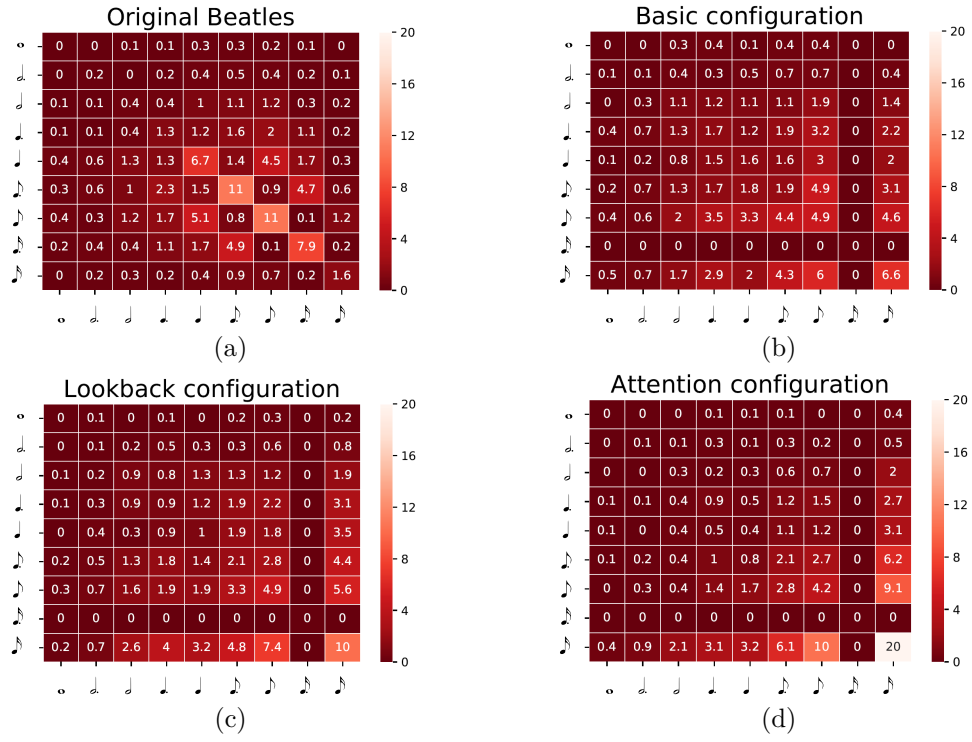 Original Beatles
0 0 0.1 0.1 0.3 0.3 0.2 0.1 0
0 0.2 0 0.2 0.4 0.5 0.4 0.2 0.1
0.1 0.1 0.4 0.4 1 1.1 1.2 0.3 0.2
0.1 0.1 0.4 1.3 1.2 1.6 2 1.1 0.2
0.4 0.6 1.3 1.3 6.7 1.4 4.5 1.7 0.3
0.3 0.6 1 2.3 1.5 11 0.9 4.7 0.6
0.4 0.3 1.2 1.7 5.1 0.8 11 0.1 1.2
0.2 0.4 0.4 1.1 1.7 4.9 0.1 7.9 0.2
0 0.2 0.3 0.2 0.4 0.9 0.7 0.2 1.6
20
16
12
8
4
0
(a)
Basic configuration
0 0 0.3 0.4 0.1 0.4 0.4 0 0
0.1 0.1 0.4 0.3 0.5 0.7 0.7 0 0.4
0 0.3 1.1 1.2 1.1 1.1 1.9 0 1.4
0.4 0.7 1.3 1.7 1.2 1.9 3.2 0 2.2
0.1 0.2 0.8 1.5 1.6 1.6 3 0 2
0.2 0.7 1.3 1.7 1.8 1.9 4.9 0 3.1
0.4 0.6 2 3.5 3.3 4.4 4.9 0 4.6
0 0 0 0 0 0 0 0 0
0.5 0.7 1.7 2.9 2 4.3 6 0 6.6
20
16
12
8
4
0
(b)
Lookback configuration
0 0.1 0 0.1 0 0.2 0.3 0 0.2
0 0.1 0.2 0.5 0.3 0.3 0.6 0 0.8
0.1 0.2 0.9 0.8 1.3 1.3 1.2 0 1.9
0.1 0.3 0.9 0.9 1.2 1.9 2.2 0 3.1
0 0.4 0.3 0.9 1 1.9 1.8 0 3.5
0.2 0.5 1.3 1.8 1.4 2.1 2.8 0 4.4
0.3 0.7 1.6 1.9 1.9 3.3 4.9 0 5.6
0 0 0 0 0 0 0 0 0
0.2 0.7 2.6 4 3.2 4.8 7.4 0 10
20
16
12
8
4
0
(c)
Attention configuration
0 0 0 0.1 0.1 0.1 0 0 0.4
0 0.1 0.1 0.3 0.1 0.3 0.2 0 0.5
0 0 0.3 0.2 0.3 0.6 0.7 0 2
0.1 0.1 0.4 0.9 0.5 1.2 1.5 0 2.7
0.1 0 0.4 0.5 0.4 1.1 1.2 0 3.1
0.1 0.2 0.4 1 0.8 2.1 2.7 0 6.2
0 0.3 0.4 1.4 1.7 2.8 4.2 0 9.1
0 0 0 0 0 0 0 0 0
0.4 0.9 2.1 3.1 3.2 6.1 10 0 20
20
16
12
8
4
0
(d)